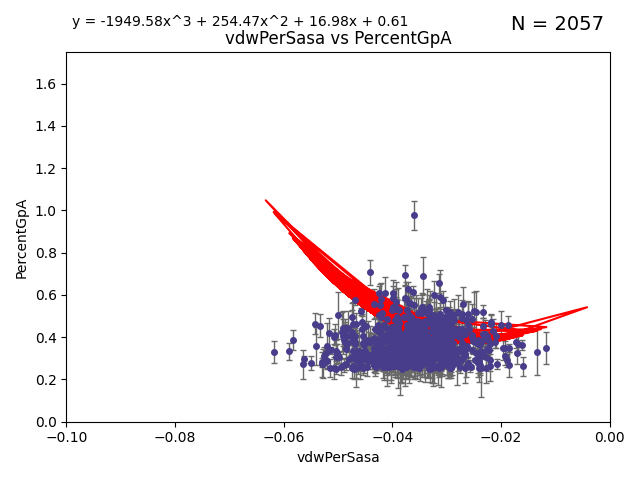 y = -1949.58x^3 + 254.47x^2 + 16.98x + 0.61
N = 2057
vdwPerSasa vs PercentGpA
1.6
1.4
1.2
1.0
0.8
0.6
0.4
0.2
0.0
PercentGpA
−0.10 −0.08 −0.06 −0.04 −0.02 0.00
vdwPerSasa